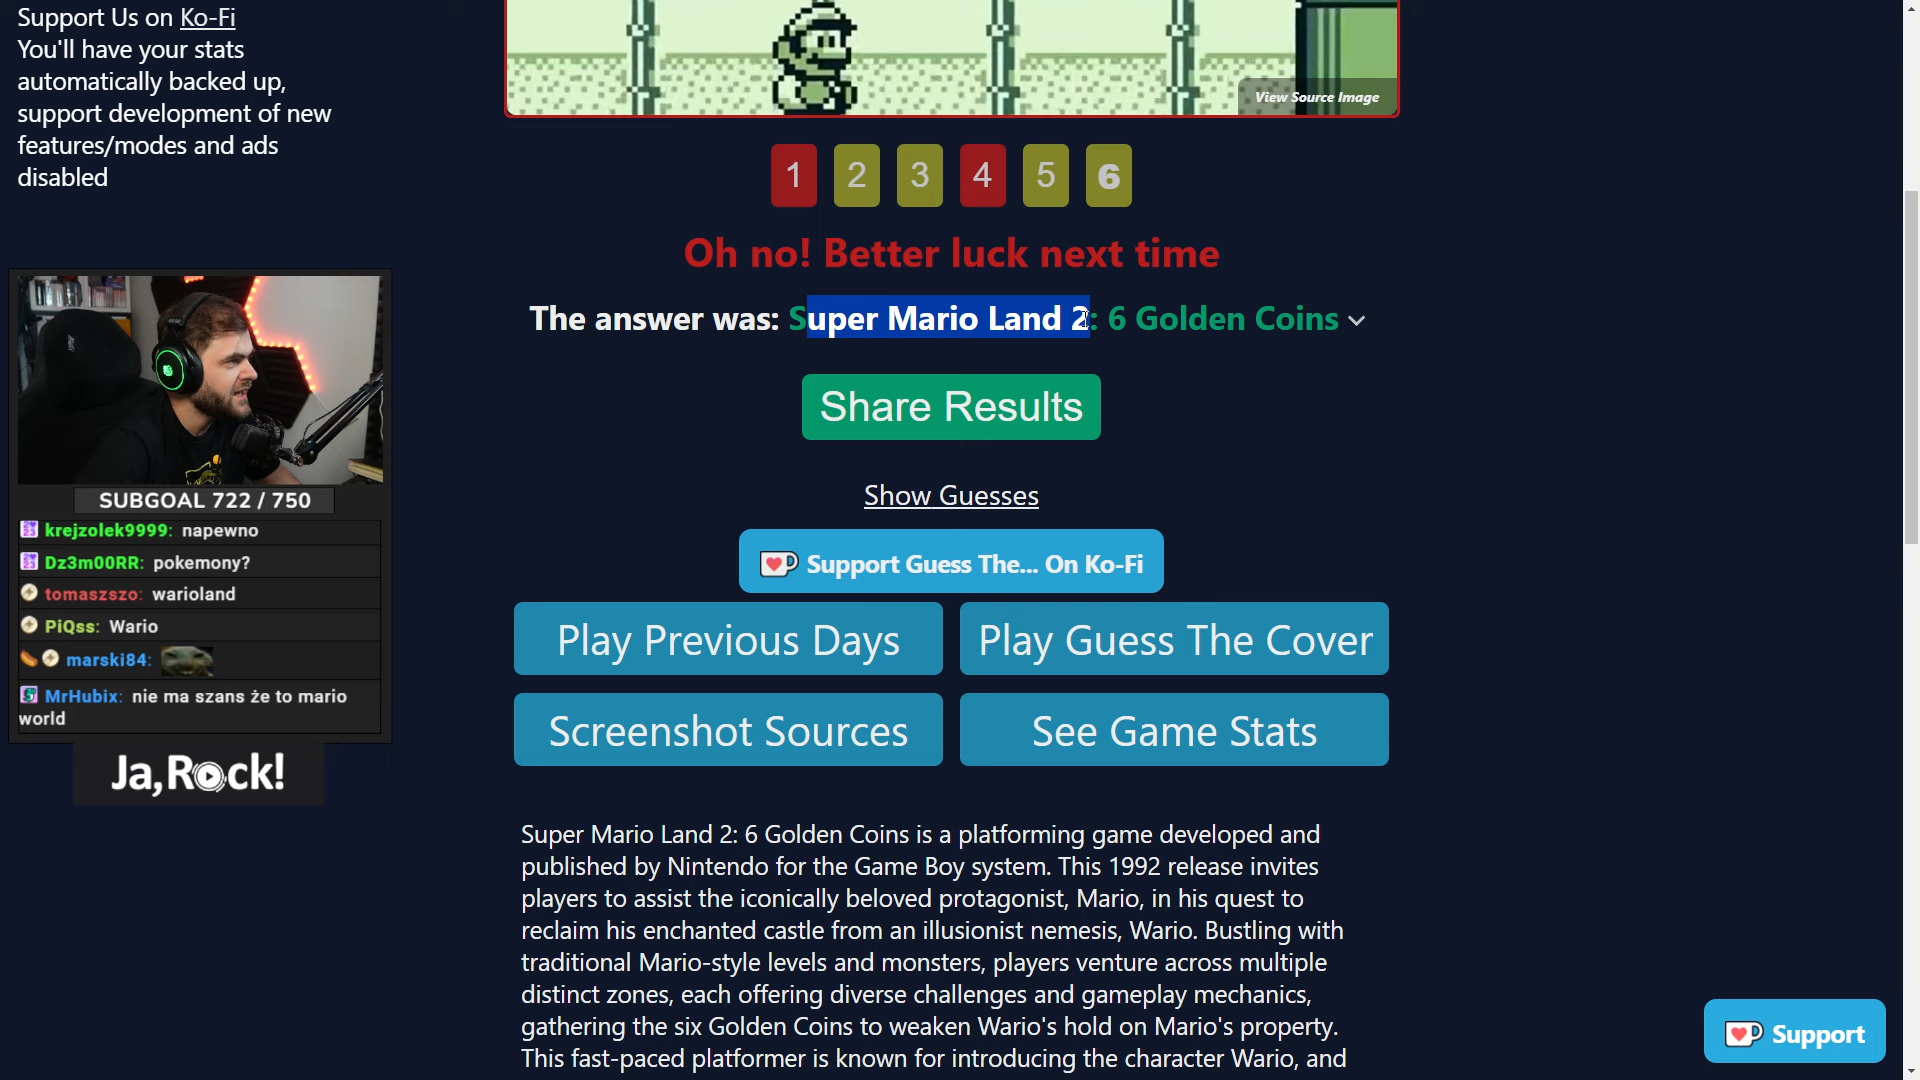 Support Us on Ko-Fi
You'll have your stats
automatically backed up,
support development of new
features/modes and ads
disabled
View Source Image
1 2 3 4 5 6
Oh no! Better luck next time
The answer was: Super Mario Land 2: 6 Golden Coins
Share Results
Show Guesses
Support Guess The... On Ko-Fi
Play Previous Days
Play Guess The Cover
Screenshot Sources
See Game Stats
SUBGOAL 722 / 750
krejzolek9999: napewno
Dz3m00RR: pokemony?
tomaszszo: warioland
PiQss: Wario
marski84:
MrHubix: nie ma szans że to mario
world
Ja,Rock!
Super Mario Land 2: 6 Golden Coins is a platforming game developed and
published by Nintendo for the Game Boy system. This 1992 release invites
players to assist the iconically beloved protagonist, Mario, in his quest to
reclaim his enchanted castle from an illusionist nemesis, Wario. Bustling with
traditional Mario-style levels and monsters, players venture across multiple
distinct zones, each offering diverse challenges and gameplay mechanics,
gathering the six Golden Coins to weaken Wario's hold on Mario's property.
This fast-paced platformer is known for introducing the character Wario, and
Support